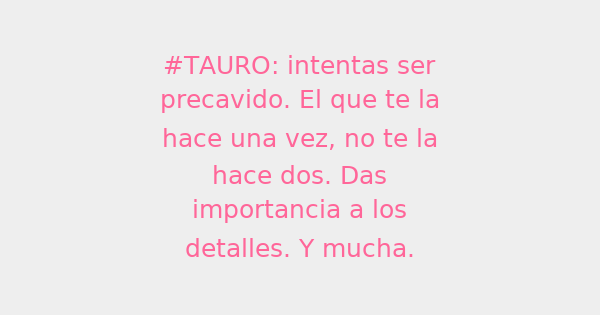 #TAURO: intentas ser
precavido. El que te la
hace una vez, no te la
hace dos. Das
importancia a los
detalles. Y mucha.